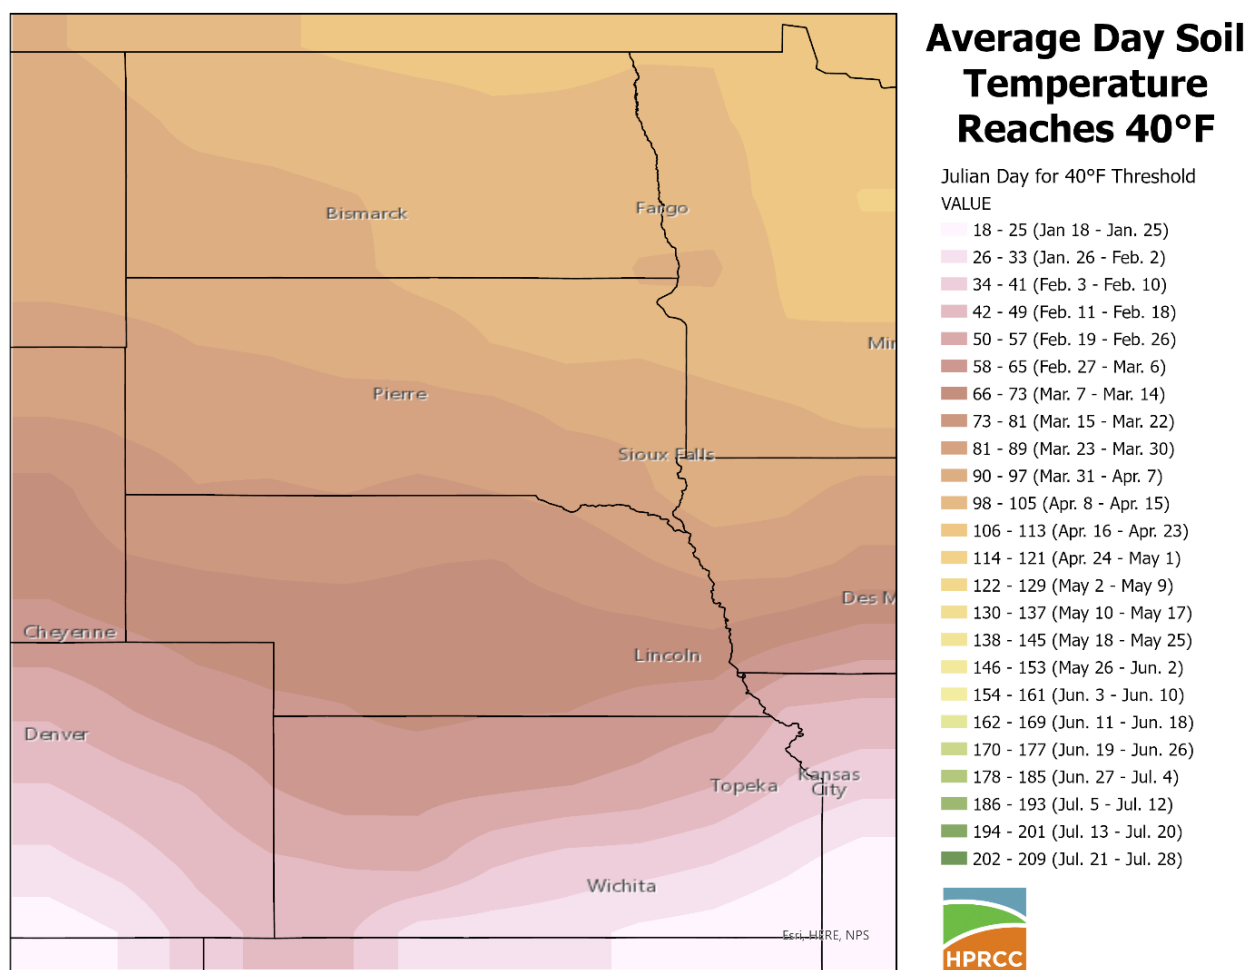 Average Day Soil
Temperature
Reaches 40°F
Julian Day for 40°F Threshold
VALUE
18 - 25 (Jan 18 - Jan. 25)
26 - 33 (Jan. 26 - Feb. 2)
34 - 41 (Feb. 3 - Feb. 10)
42 - 49 (Feb. 11 - Feb. 18)
50 - 57 (Feb. 19 - Feb. 26)
58 - 65 (Feb. 27 - Mar. 6)
66 - 73 (Mar. 7 - Mar. 14)
73 - 81 (Mar. 15 - Mar. 22)
81 - 89 (Mar. 23 - Mar. 30)
90 - 97 (Mar. 31 - Apr. 7)
98 - 105 (Apr. 8 - Apr. 15)
106 - 113 (Apr. 16 - Apr. 23)
114 - 121 (Apr. 24 - May 1)
122 - 129 (May 2 - May 9)
130 - 137 (May 10 - May 17)
138 - 145 (May 18 - May 25)
146 - 153 (May 26 - Jun. 2)
154 - 161 (Jun. 3 - Jun. 10)
162 - 169 (Jun. 11 - Jun. 18)
170 - 177 (Jun. 19 - Jun. 26)
178 - 185 (Jun. 27 - Jul. 4)
186 - 193 (Jul. 5 - Jul. 12)
194 - 201 (Jul. 13 - Jul. 20)
202 - 209 (Jul. 21 - Jul. 28)
HPRCC
Bismarck
Fargo
Min
Pierre
Sioux Falls
Des M
Cheyenne
Lincoln
Denver
Topeka
Kansas
City
Wichita
Esri, HERE, NPS